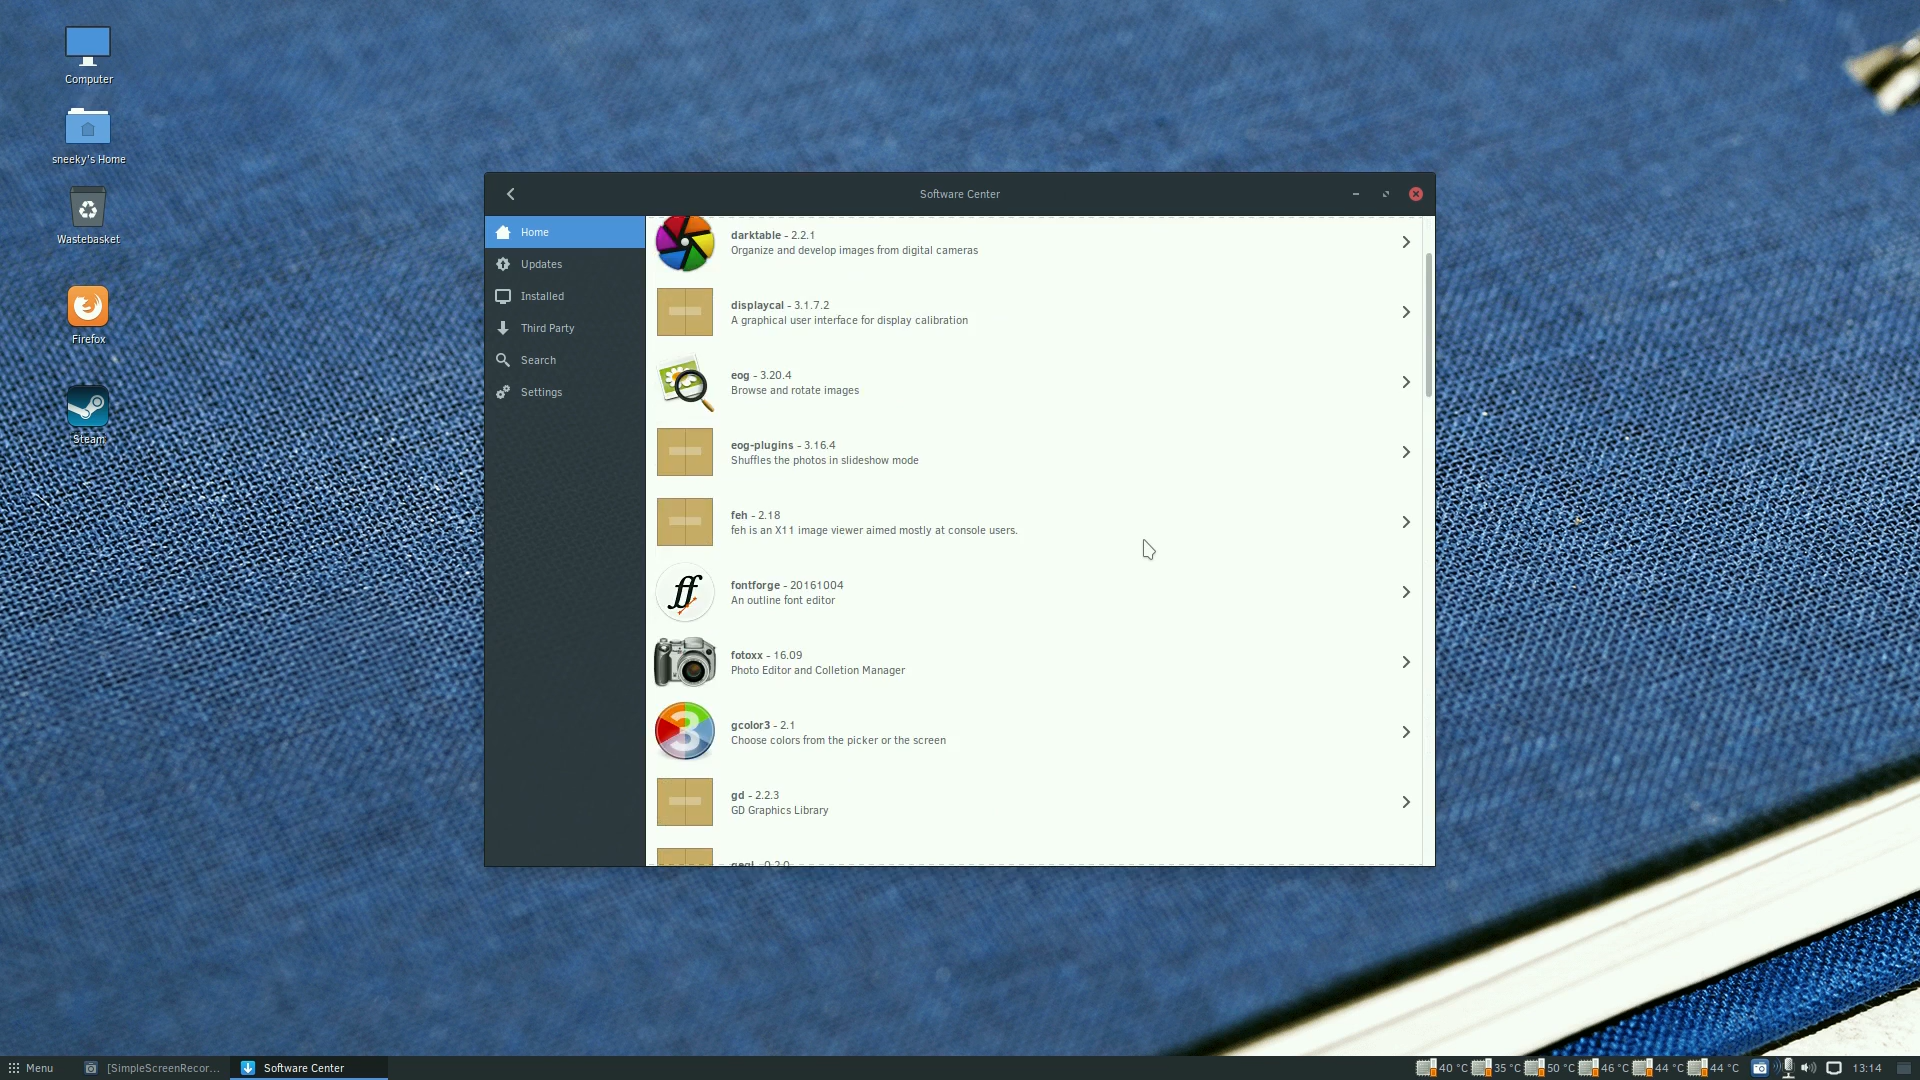 Computer
sneeky's Home
Wastebasket
Firefox
Steam
Software Center
Home
Updates
Installed
Third Party
Search
Settings
darktable - 2.2.1
Organize and develop images from digital cameras
displaycal - 3.1.7.2
A graphical user interface for display calibration
eog - 3.20.4
Browse and rotate images
eog-plugins - 3.16.4
Shuffles the photos in slideshow mode
feh - 2.18
feh is an X11 image viewer aimed mostly at console users.
ff
fontforge - 20161004
An outline font editor
fotoxx - 16.09
Photo Editor and Colletion Manager
3
gcolor3 - 2.1
Choose colors from the picker or the screen
gd - 2.2.3
GD Graphics Library
gegl - 0.2.0
Menu
[SimpleScreenRecor...
Software Center
40 °C 35 °C 50 °C 46 °C 44 °C 44 °C 13:14